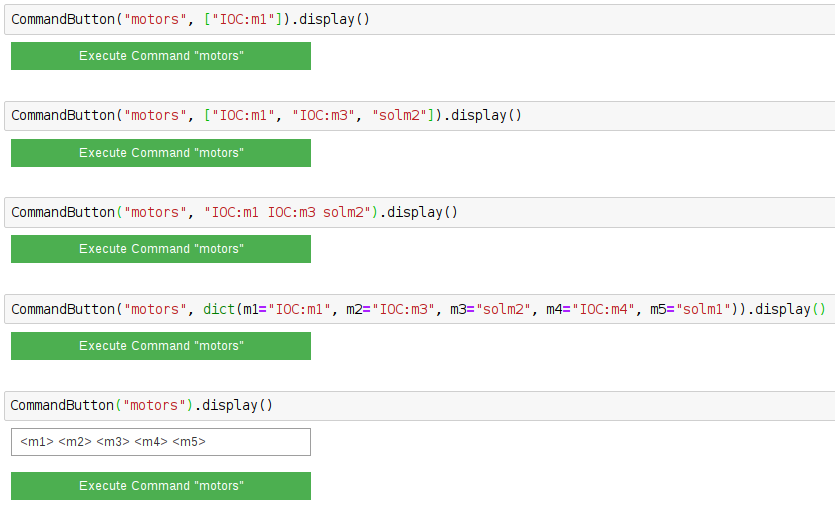 CommandButton("motors", ["IOC:m1"]).display()
Execute Command "motors"
CommandButton("motors", ["IOC:m1", "IOC:m3", "solm2"]).display()
Execute Command "motors"
CommandButton("motors", "IOC:m1 IOC:m3 solm2").display()
Execute Command "motors"
CommandButton("motors", dict(m1="IOC:m1", m2="IOC:m3", m3="solm2", m4="IOC:m4", m5="solm1")).display()
Execute Command "motors"
CommandButton("motors").display()
<m1> <m2> <m3> <m4> <m5>
Execute Command "motors"